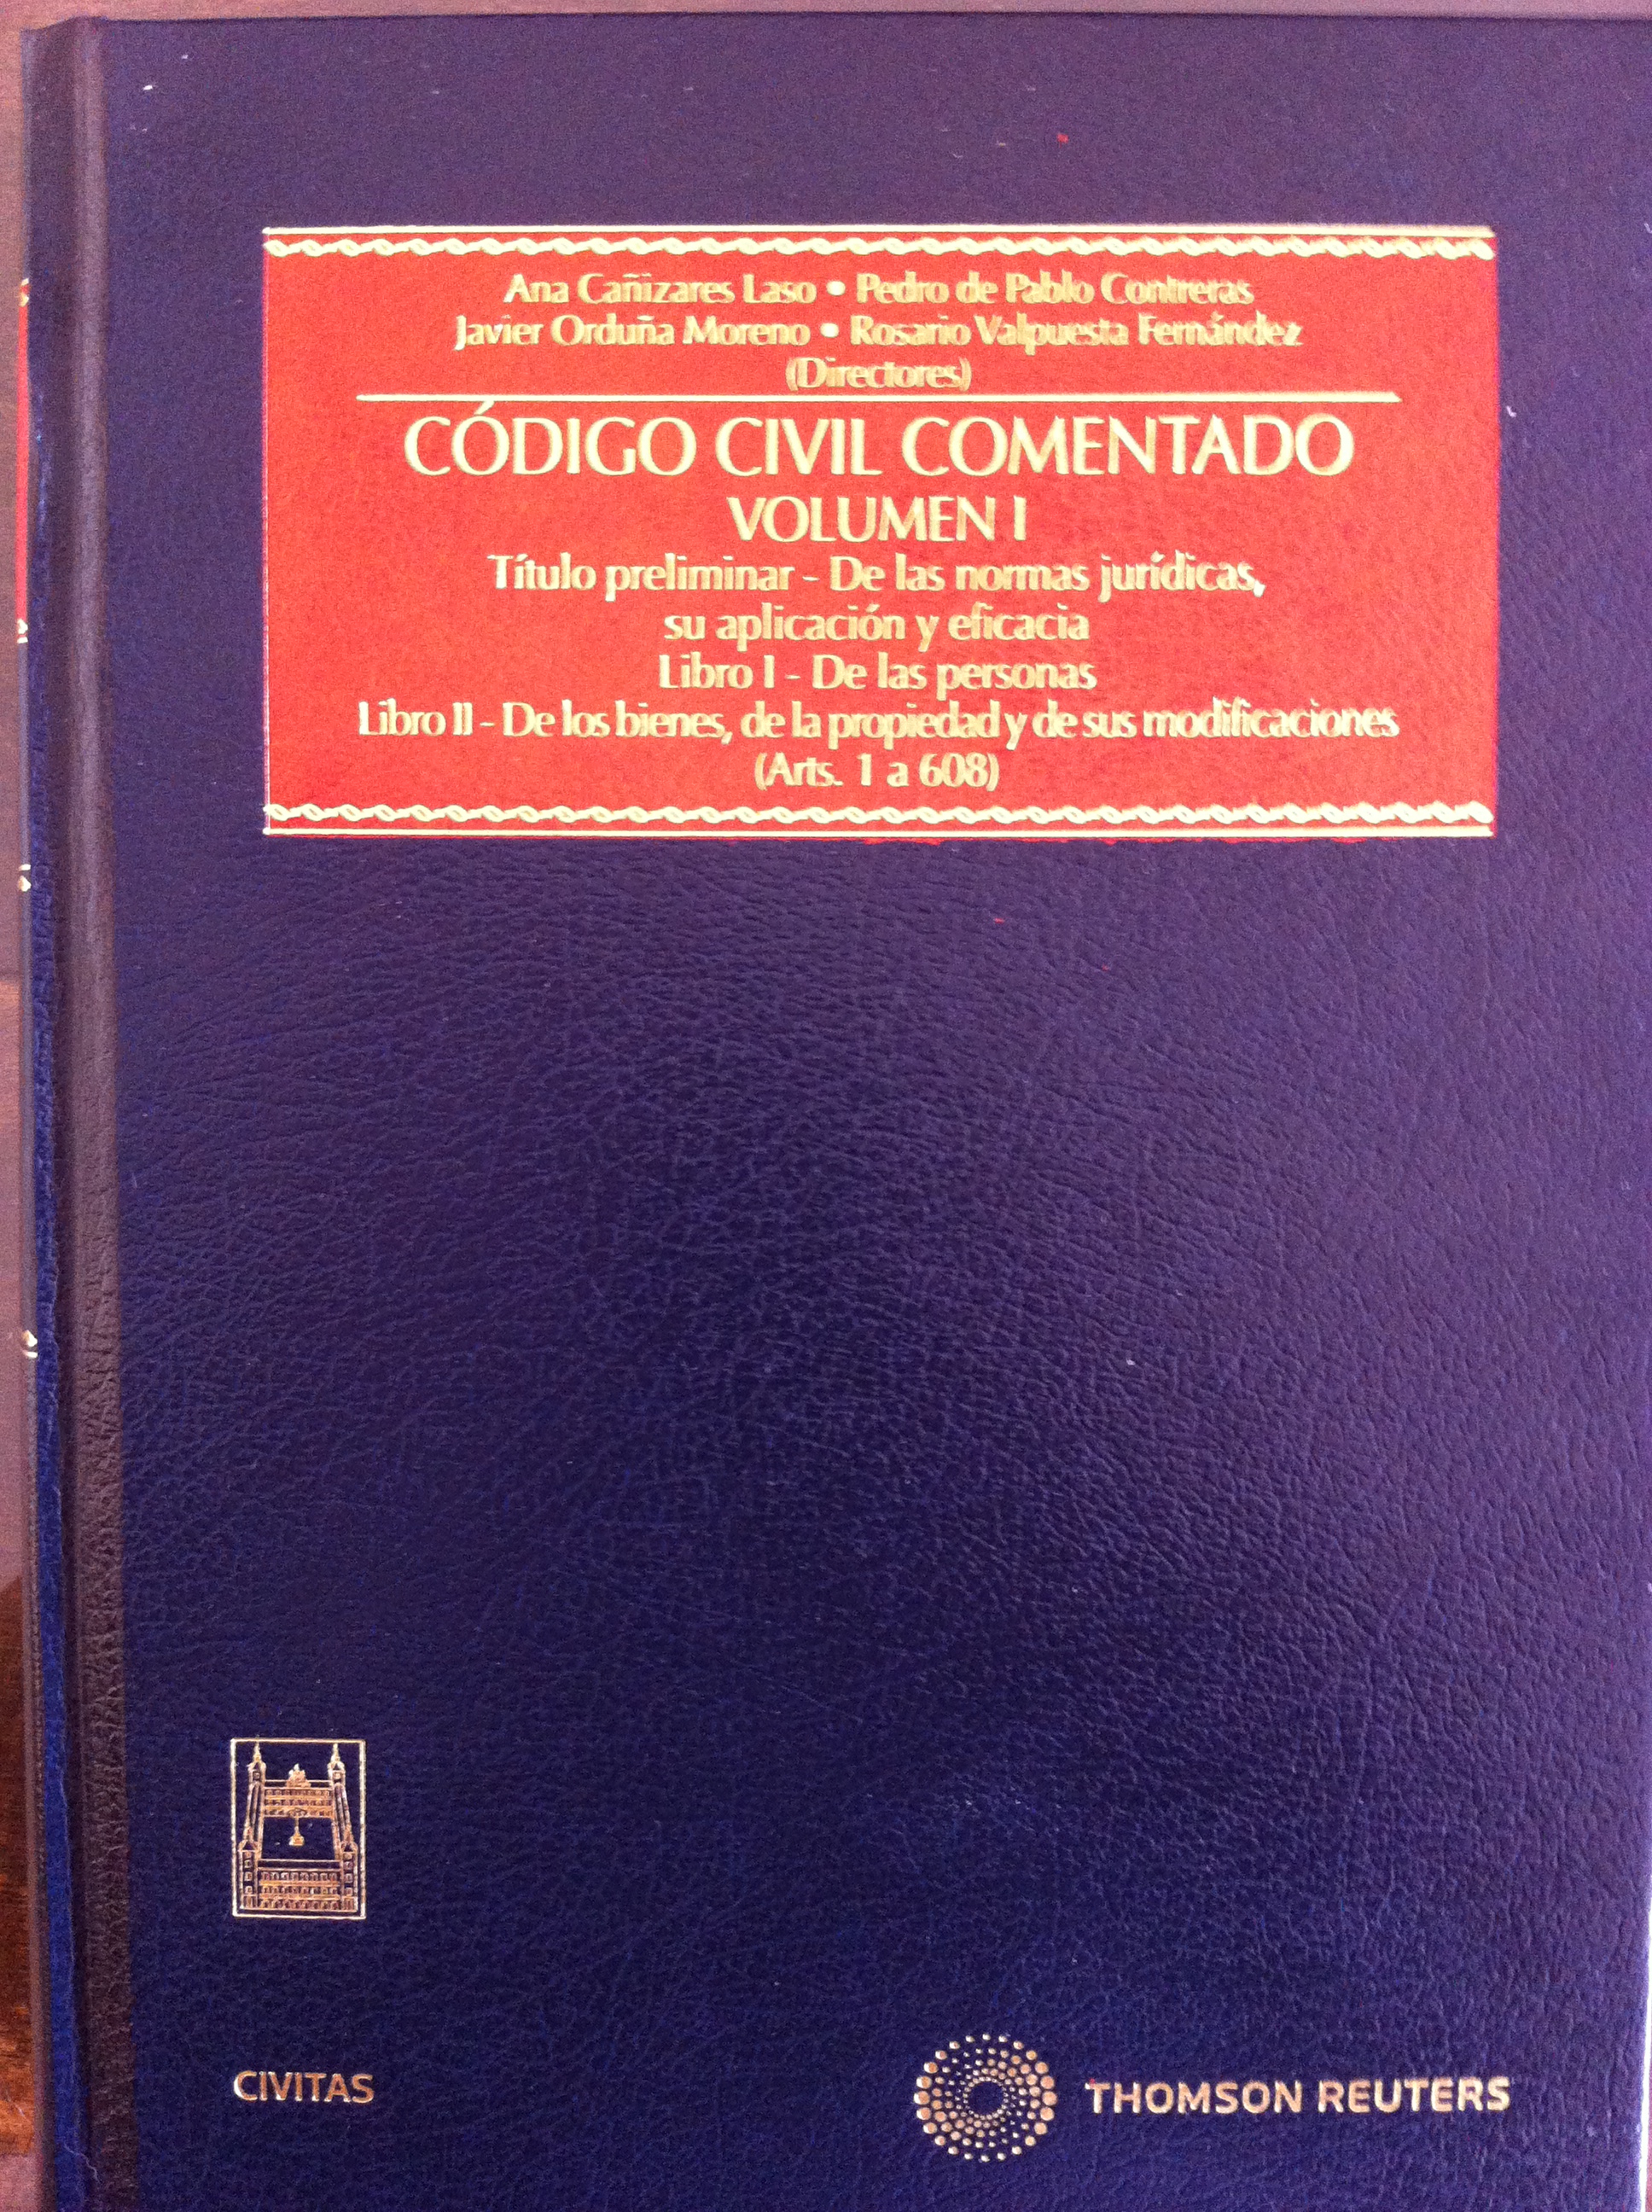 Ana Cañizares Laso • Pedro de Pablo Contreras
Javier Orduña Moreno • Rosario Valpuesta Fernández
(Directores)
CÓDIGO CIVIL COMENTADO
VOLUMEN I
Título preliminar - De las normas jurídicas,
su aplicación y eficacia
Libro I - De las personas
Libro II - De los bienes, de la propiedad y de sus modificaciones
(Arts. 1 a 608)
CIVITAS
THOMSON REUTERS